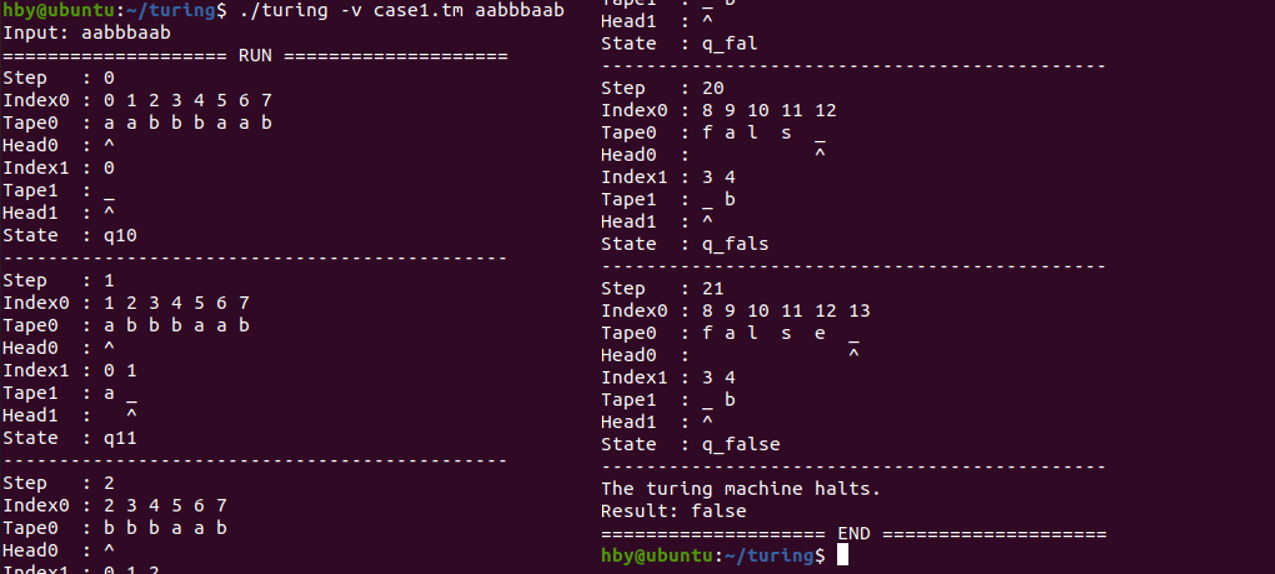 hby@ubuntu:~/turing$ ./turing -v case1.tm aabbbaab
Input: aabbbaab
==================== RUN ====================
Step   : 0
Index0 : 0 1 2 3 4 5 6 7
Tape0  : a a b b b a a b
Head0  : ^
Index1 : 0
Tape1  : _
Head1  : ^
State  : q10
---------------------------------------------
Step   : 1
Index0 : 1 2 3 4 5 6 7
Tape0  : a b b b a a b
Head0  : ^
Index1 : 0 1
Tape1  : a _
Head1  :   ^
State  : q11
---------------------------------------------
Step   : 2
Index0 : 2 3 4 5 6 7
Tape0  : b b b a a b
Head0  : ^
Index1 : 0 1 2
Tape1  : _ b
Head1  : ^
State  : q_fal
---------------------------------------------
Step   : 20
Index0 : 8 9 10 11 12
Tape0  : f a l  s  _
Head0  :           ^
Index1 : 3 4
Tape1  : _ b
Head1  : ^
State  : q_fals
---------------------------------------------
Step   : 21
Index0 : 8 9 10 11 12 13
Tape0  : f a l  s  e  _
Head0  :              ^
Index1 : 3 4
Tape1  : _ b
Head1  : ^
State  : q_false
---------------------------------------------
The turing machine halts.
Result: false
==================== END ====================
hby@ubuntu:~/turing$